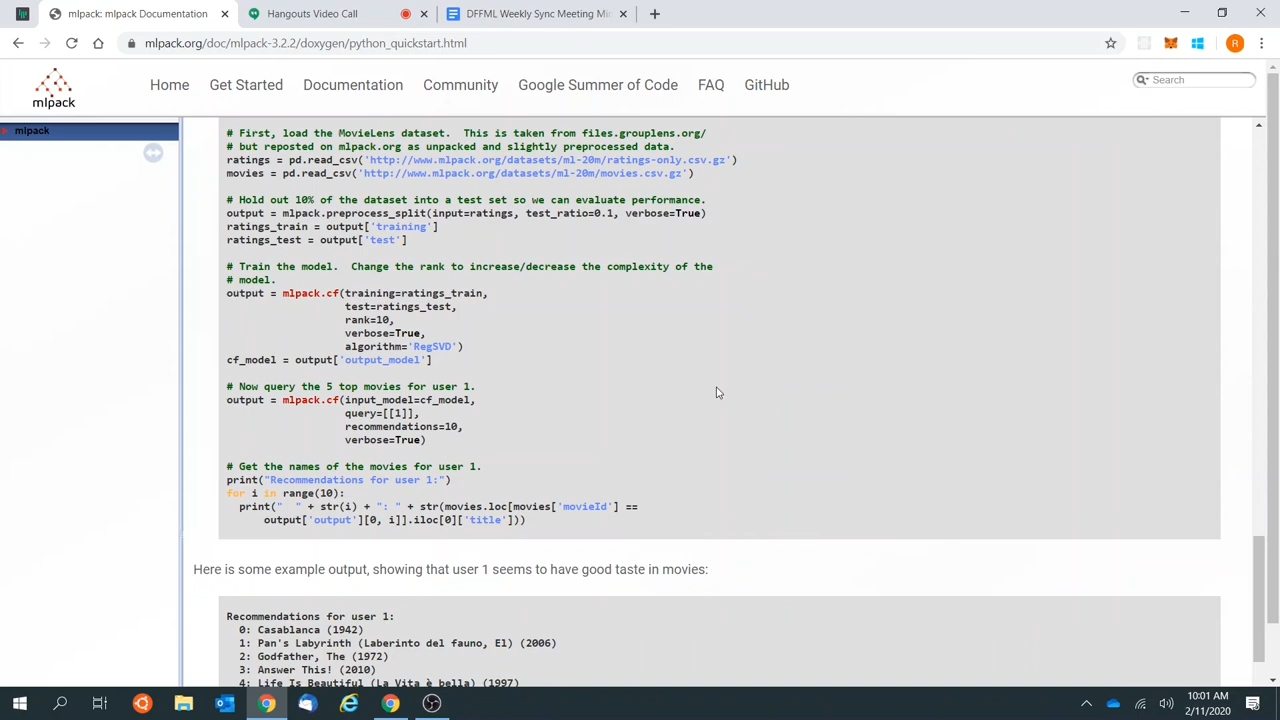 mlpack: mlpack Documentation
Hangouts Video Call
DFFML Weekly Sync Meeting Min
mlpack.org/doc/mlpack-3.2.2/doxygen/python_quickstart.html
R
mlpack
Home
Get Started
Documentation
Community
Google Summer of Code
FAQ
GitHub
Search
mlpack
# First, load the MovieLens dataset.  This is taken from files.grouplens.org/
# but reposted on mlpack.org as unpacked and slightly preprocessed data.
ratings = pd.read_csv('http://www.mlpack.org/datasets/ml-20m/ratings-only.csv.gz')
movies = pd.read_csv('http://www.mlpack.org/datasets/ml-20m/movies.csv.gz')
# Hold out 10% of the dataset into a test set so we can evaluate performance.
output = mlpack.preprocess_split(input=ratings, test_ratio=0.1, verbose=True)
ratings_train = output['training']
ratings_test = output['test']
# Train the model.  Change the rank to increase/decrease the complexity of the
# model.
output = mlpack.cf(training=ratings_train,
test=ratings_test,
rank=10,
verbose=True,
algorithm='RegSVD')
cf_model = output['output_model']
# Now query the 5 top movies for user 1.
output = mlpack.cf(input_model=cf_model,
query=[[1]],
recommendations=10,
verbose=True)
# Get the names of the movies for user 1.
print("Recommendations for user 1:")
for i in range(10):
print("  " + str(i) + ": " + str(movies.loc[movies['movieId'] ==
output['output'][0, i]].iloc[0]['title']))
Here is some example output, showing that user 1 seems to have good taste in movies:
Recommendations for user 1:
0: Casablanca (1942)
1: Pan's Labyrinth (Laberinto del fauno, El) (2006)
2: Godfather, The (1972)
3: Answer This! (2010)
4: Life Is Beautiful (La Vita è bella) (1997)
10:01 AM
2/11/2020